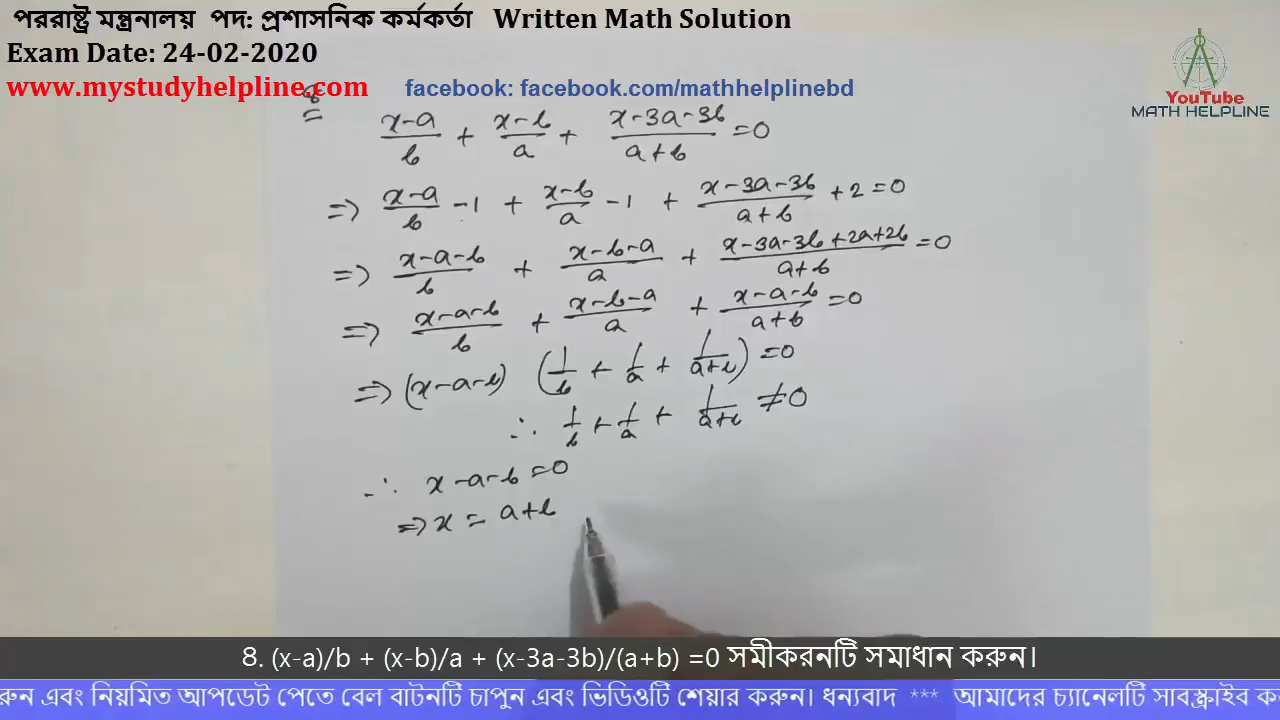 পররাষ্ট্র মন্ত্রনালয় পদ: প্রশাসনিক কর্মকর্তা Written Math Solution
Exam Date: 24-02-2020
www.mystudyhelpline.com facebook: facebook.com/mathhelplinebd
YouTube
MATH HELPLINE
৪
(x-a)/b + (x-b)/a + (x-3a-3b)/(a+b) =0
=> (x-a)/b -1 + (x-b)/a -1 + (x-3a-3b)/(a+b) +2 =0
=> (x-a-b)/b + (x-b-a)/a + (x-3a-3b+2a+2b)/(a+b) =0
=> (x-a-b)/b + (x-b-a)/a + (x-a-b)/(a+b) =0
=> (x-a-b) (1/b + 1/a + 1/(a+b)) =0
∴ 1/b + 1/a + 1/(a+b) ≠0
∴ x-a-b =0
=> x = a+b
8. (x-a)/b + (x-b)/a + (x-3a-3b)/(a+b) =0 সমীকরনটি সমাধান করুন।
রুন এবং নিয়মিত আপডেট পেতে বেল বাটনটি চাপুন এবং ভিডিওটি শেয়ার করুন। ধন্যবাদ *** আমাদের চ্যানেলটি সাবস্ক্রাইব ক